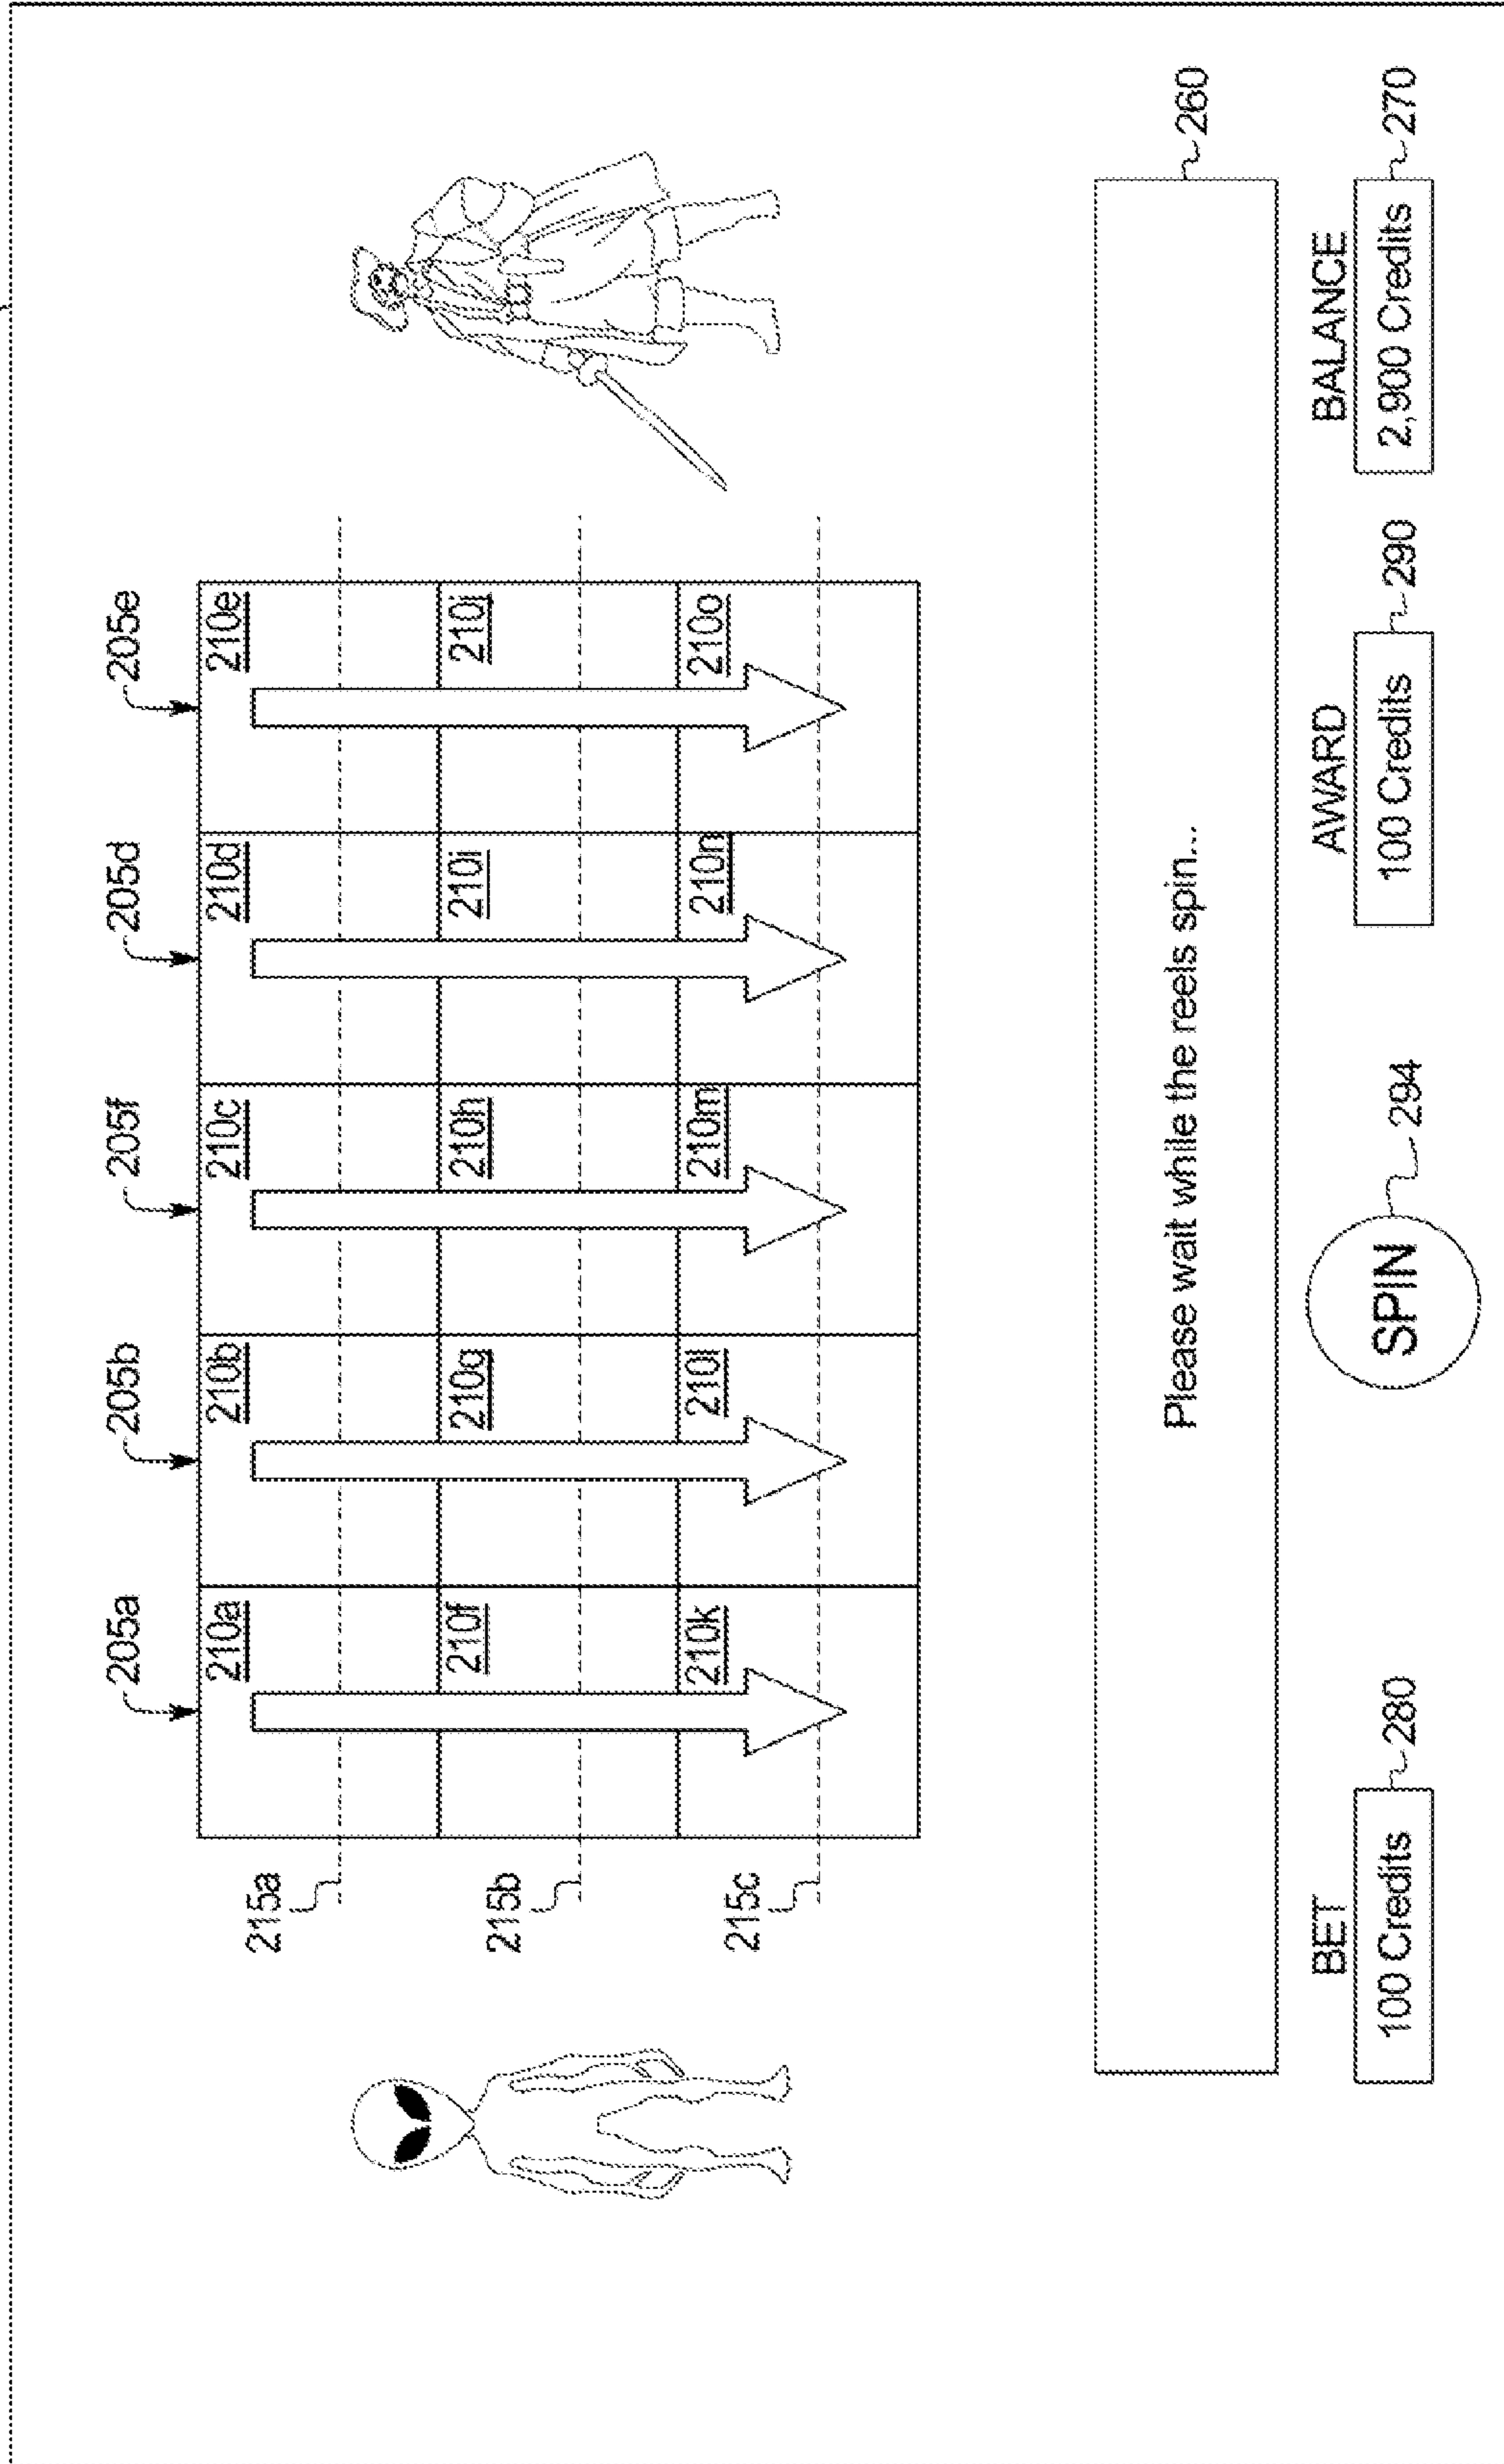 205a 205b 205f 205d 205e
210a 210b 210c 210d 210e
215a
210f 210g 210h 210i 210j
215b
210k 210l 210m 210n 210o
215c
Please wait while the reels spin...
260
BET AWARD BALANCE
100 Credits 280 SPIN 294 100 Credits 290 2,900 Credits 270